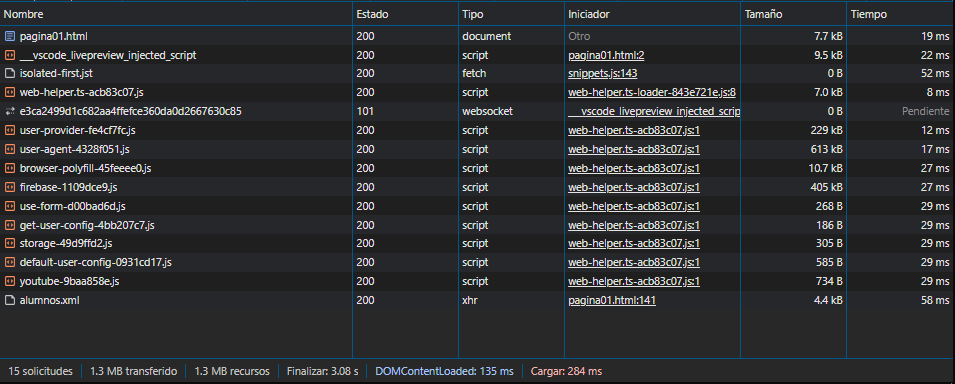 Nombre Estado Tipo Iniciador Tamaño Tiempo
pagina01.html 200 document Otro 7.7 kB 19 ms
__vscode_livepreview_injected_script 200 script pagina01.html:2 9.5 kB 22 ms
isolated-first.jst 200 fetch snippets.js:143 0 B 52 ms
web-helper.ts-acb83c07.js 200 script web-helper.ts-loader-843e721e.js:8 7.0 kB 8 ms
e3ca2499d1c682aa4ffefce360da0d2667630c85 101 websocket __vscode_livepreview_injected_scrip 0 B Pendiente
user-provider-fe4cf7fc.js 200 script web-helper.ts-acb83c07.js:1 229 kB 12 ms
user-agent-4328f051.js 200 script web-helper.ts-acb83c07.js:1 613 kB 17 ms
browser-polyfill-45feeee0.js 200 script web-helper.ts-acb83c07.js:1 10.7 kB 27 ms
firebase-1109dce9.js 200 script web-helper.ts-acb83c07.js:1 405 kB 27 ms
use-form-d00bad6d.js 200 script web-helper.ts-acb83c07.js:1 268 B 29 ms
get-user-config-4bb207c7.js 200 script web-helper.ts-acb83c07.js:1 186 B 29 ms
storage-49d9ffd2.js 200 script web-helper.ts-acb83c07.js:1 305 B 29 ms
default-user-config-0931cd17.js 200 script web-helper.ts-acb83c07.js:1 585 B 29 ms
youtube-9baa858e.js 200 script web-helper.ts-acb83c07.js:1 734 B 29 ms
alumnos.xml 200 xhr pagina01.html:141 4.4 kB 58 ms
15 solicitudes 1.3 MB transferido 1.3 MB recursos Finalizar: 3.08 s DOMContentLoaded: 135 ms Cargar: 284 ms